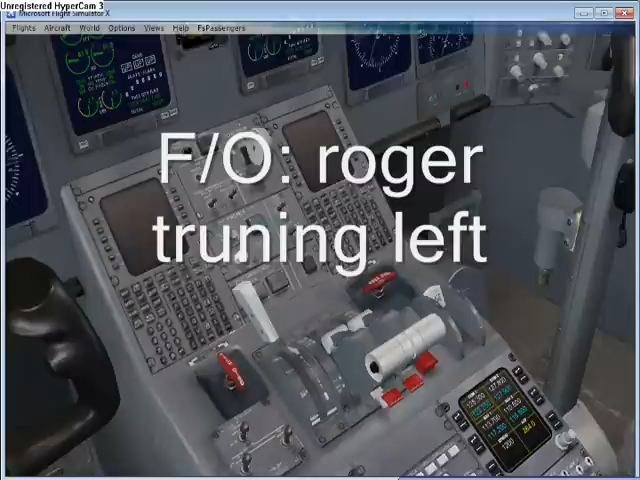 Unregistered HyperCam 3
Microsoft Flight Simulator X
Flights Aircraft World Options Views Help FsPassengers
F/O: roger
truning left